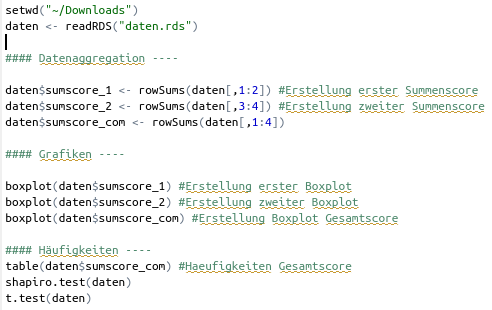 setwd("~/Downloads")
daten <- readRDS("daten.rds")
#### Datenaggregation ----
daten$sumscore_1 <- rowSums(daten[,1:2]) #Erstellung erster Summenscore
daten$sumscore_2 <- rowSums(daten[,3:4]) #Erstellung zweiter Summenscore
daten$sumscore_com <- rowSums(daten[,1:4])
#### Grafiken ----
boxplot(daten$sumscore_1) #Erstellung erster Boxplot
boxplot(daten$sumscore_2) #Erstellung zweiter Boxplot
boxplot(daten$sumscore_com) #Erstellung Boxplot Gesamtscore
#### Häufigkeiten ----
table(daten$sumscore_com) #Haeufigkeiten Gesamtscore
shapiro.test(daten)
t.test(daten)